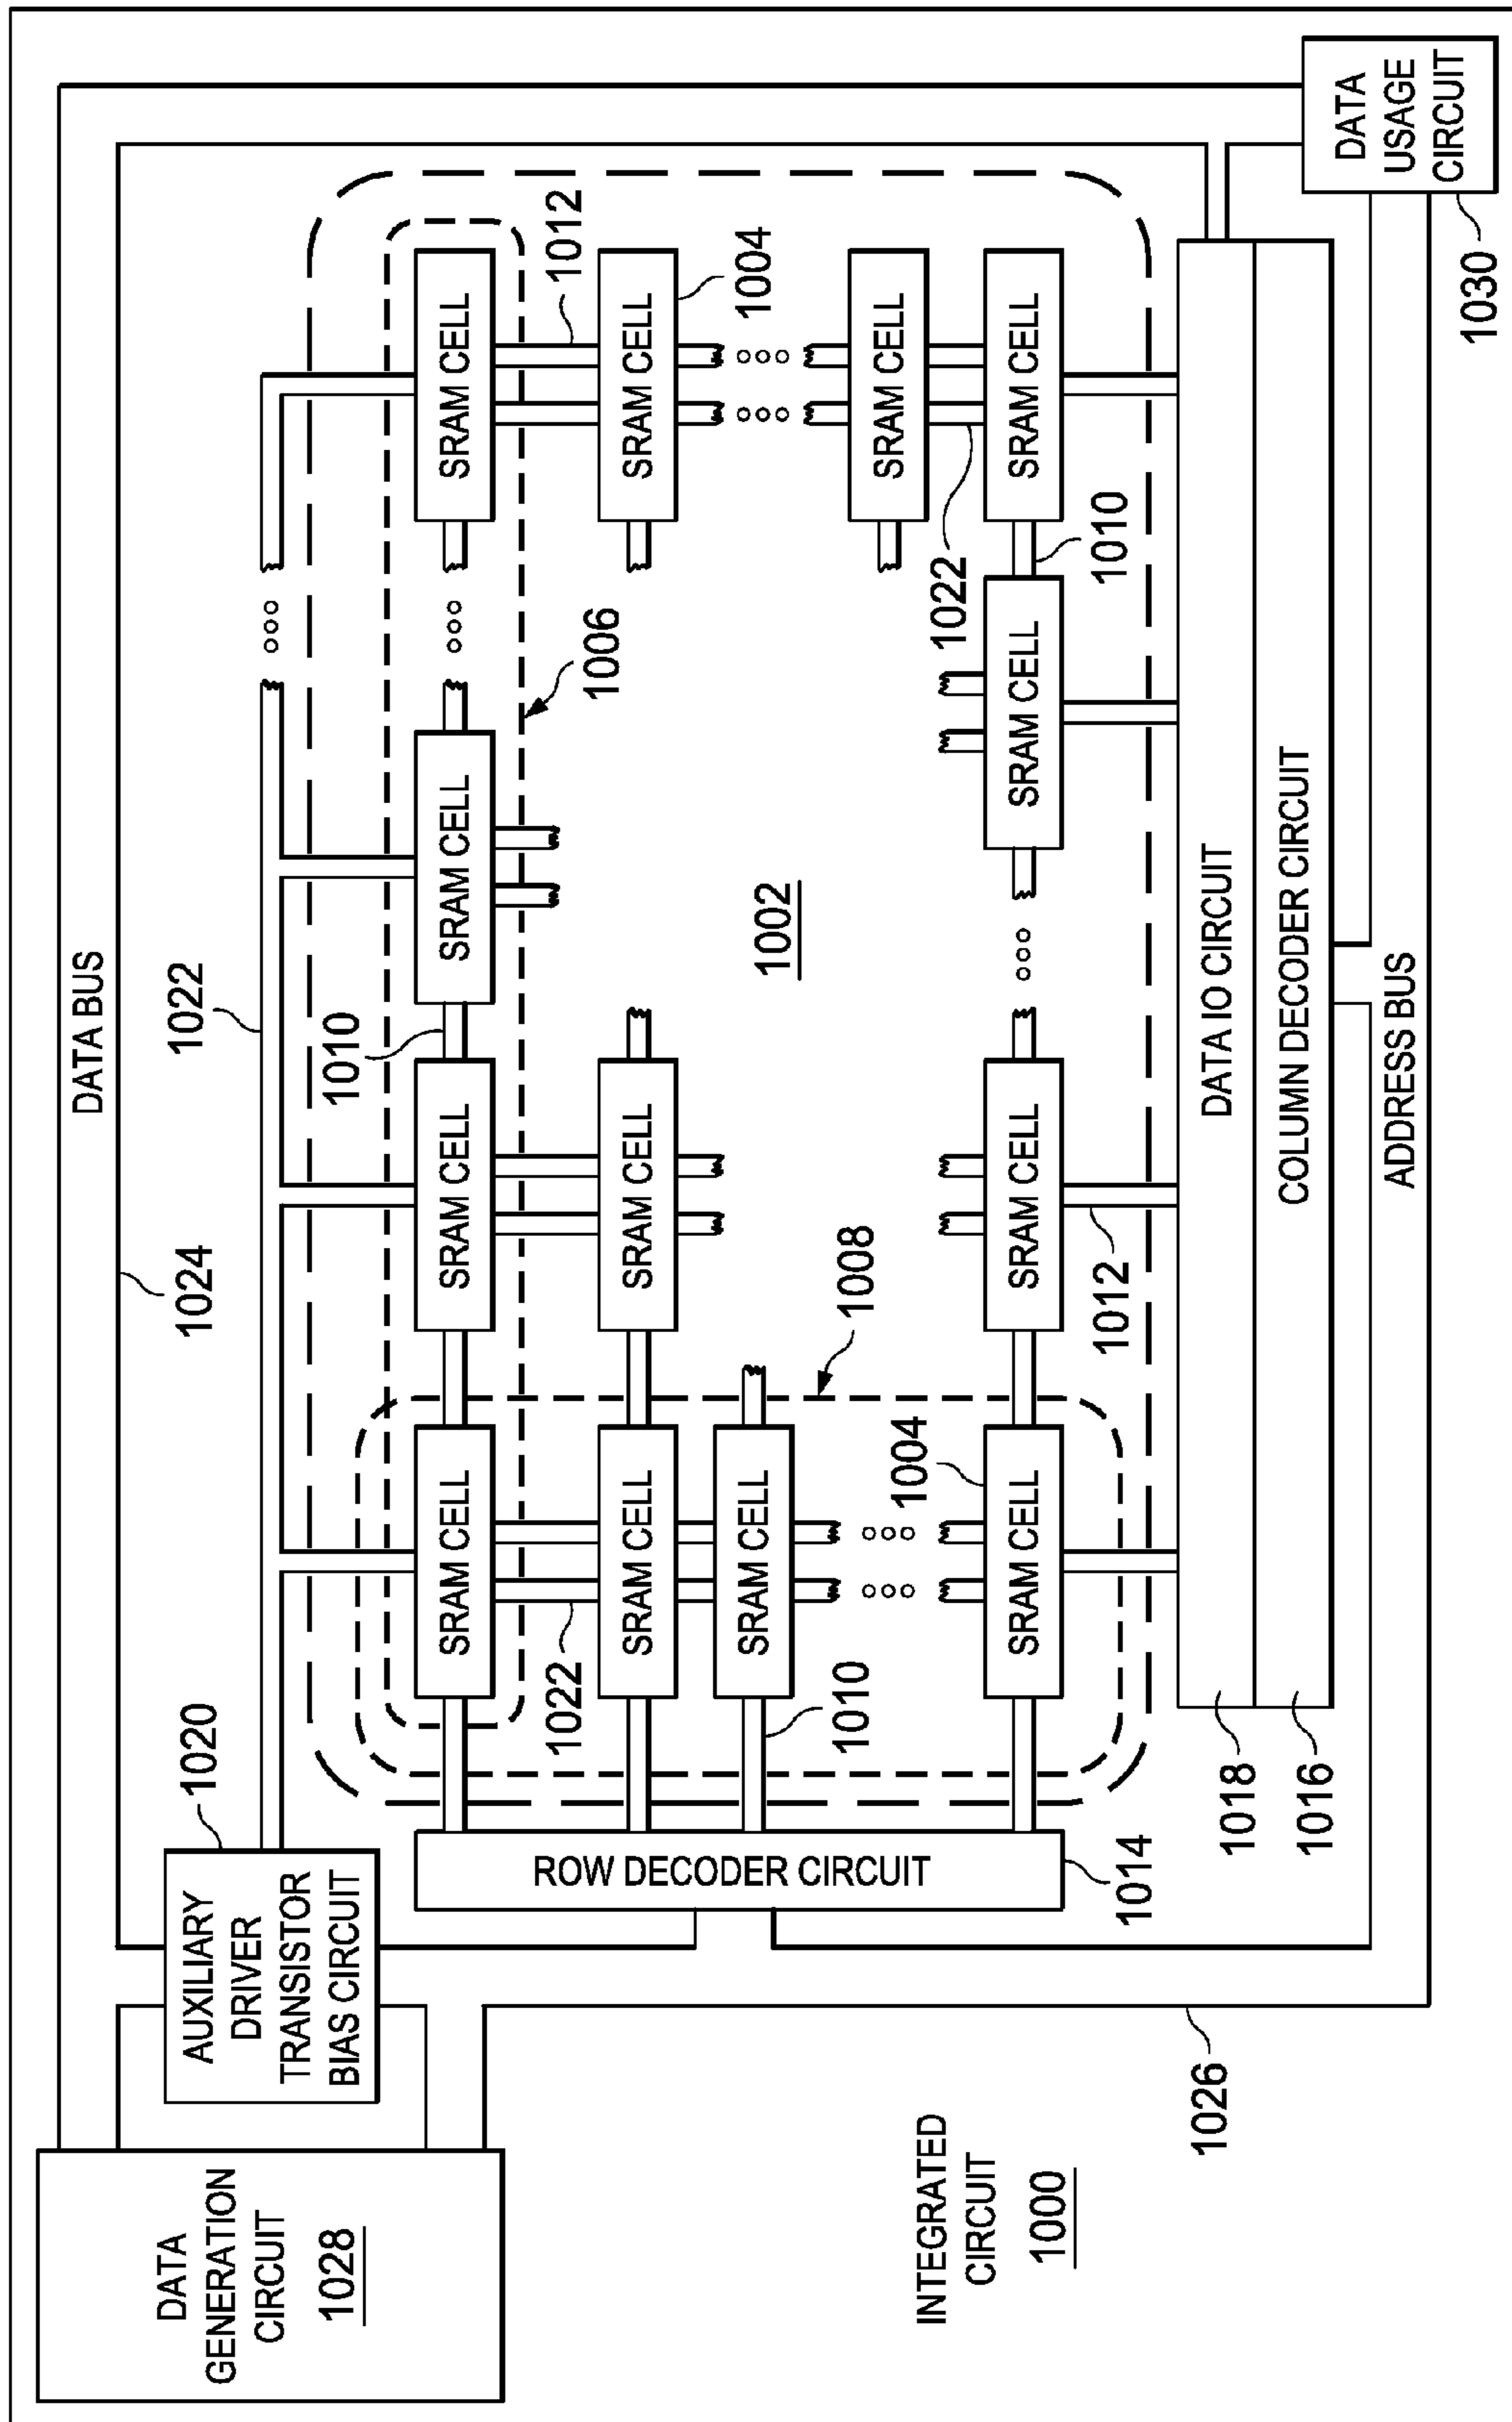 DATA BUS
DATA
GENERATION
CIRCUIT
1028
1024
1022
1020
AUXILIARY
DRIVER
TRANSISTOR
BIAS CIRCUIT
1010
SRAM CELL
SRAM CELL
SRAM CELL
SRAM CELL
1012
1022
1006
SRAM CELL
SRAM CELL
SRAM CELL
1004
SRAM CELL
1002
ROW DECODER CIRCUIT
1010
1008
SRAM CELL
1004
1022
SRAM CELL
SRAM CELL
SRAM CELL
SRAM CELL
INTEGRATED
CIRCUIT
1000
1014
1012
1010
1018
DATA IO CIRCUIT
1016
COLUMN DECODER CIRCUIT
1026
ADDRESS BUS
DATA
USAGE
CIRCUIT
1030